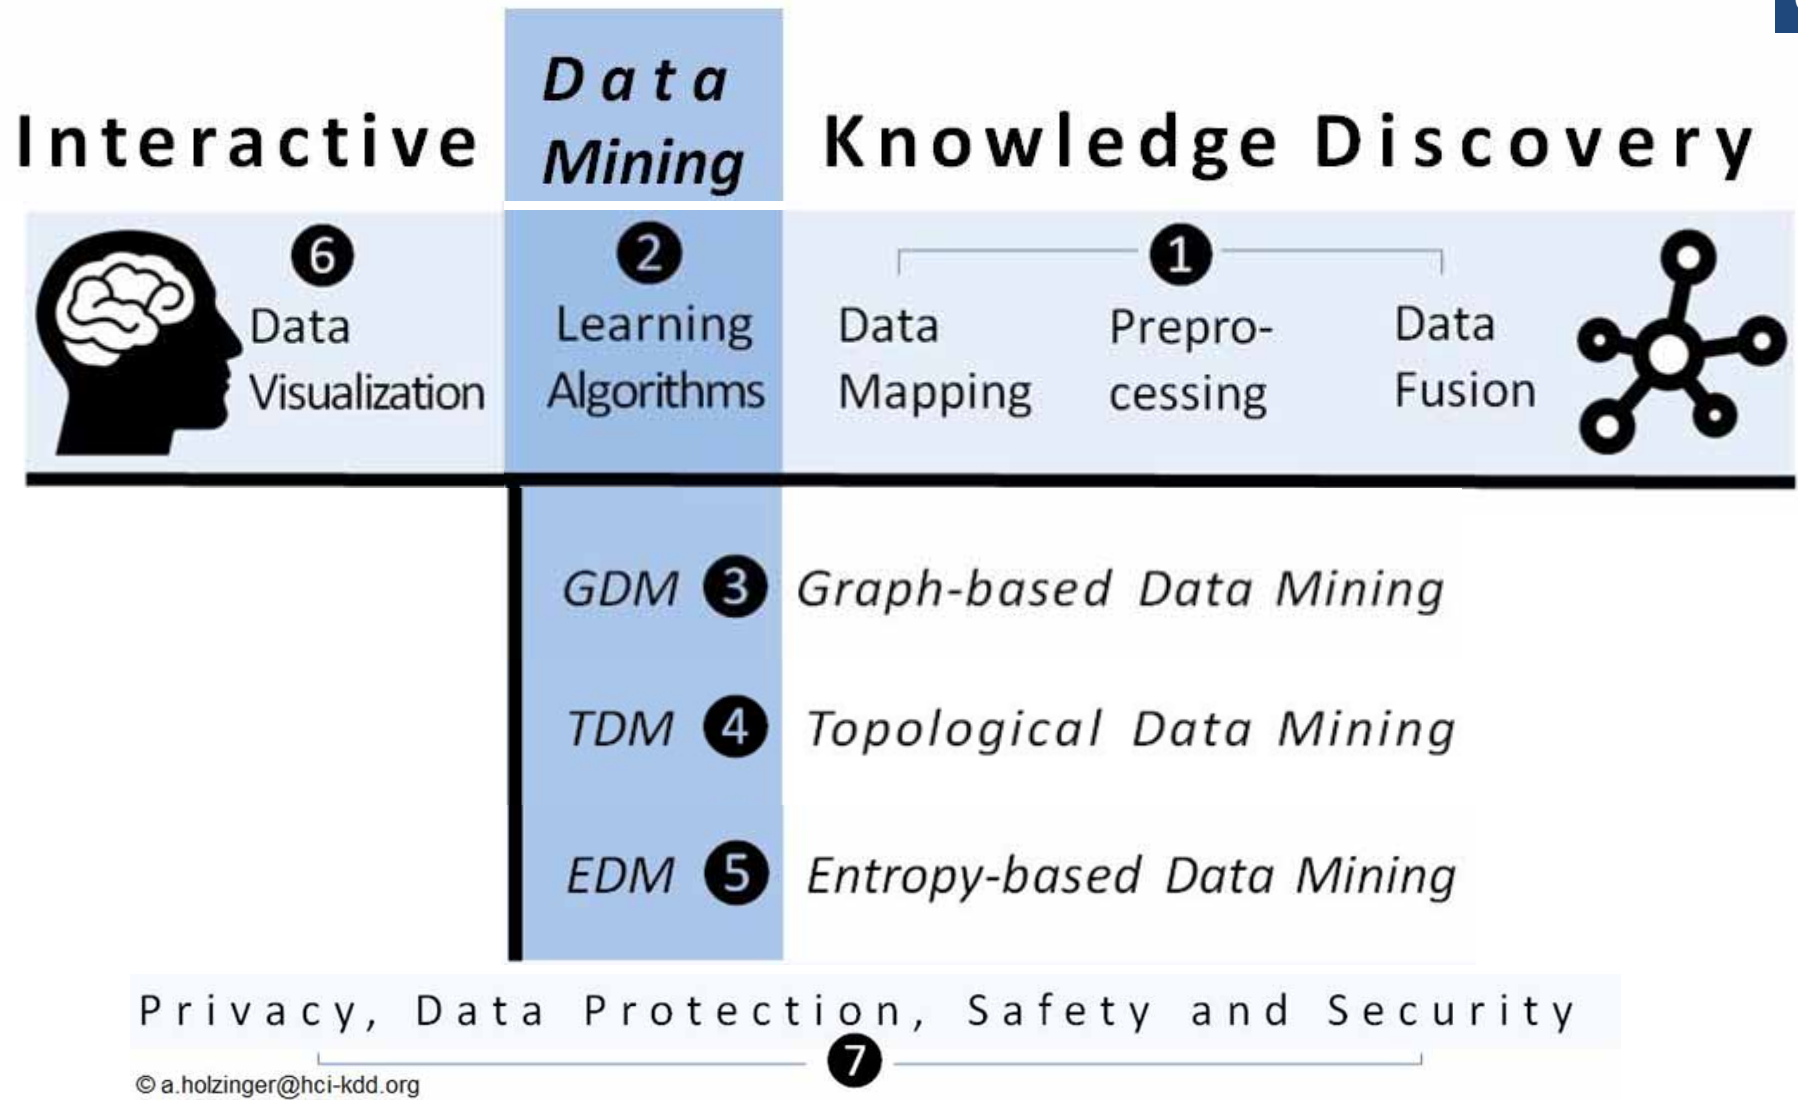 Interactive
Data
Mining
Knowledge Discovery
6
Data
Visualization
2
Learning
Algorithms
1
Data
Mapping
Prepro-
cessing
Data
Fusion
GDM 3 Graph-based Data Mining
TDM 4 Topological Data Mining
EDM 5 Entropy-based Data Mining
Privacy, Data Protection, Safety and Security
7
© a.holzinger@hci-kdd.org